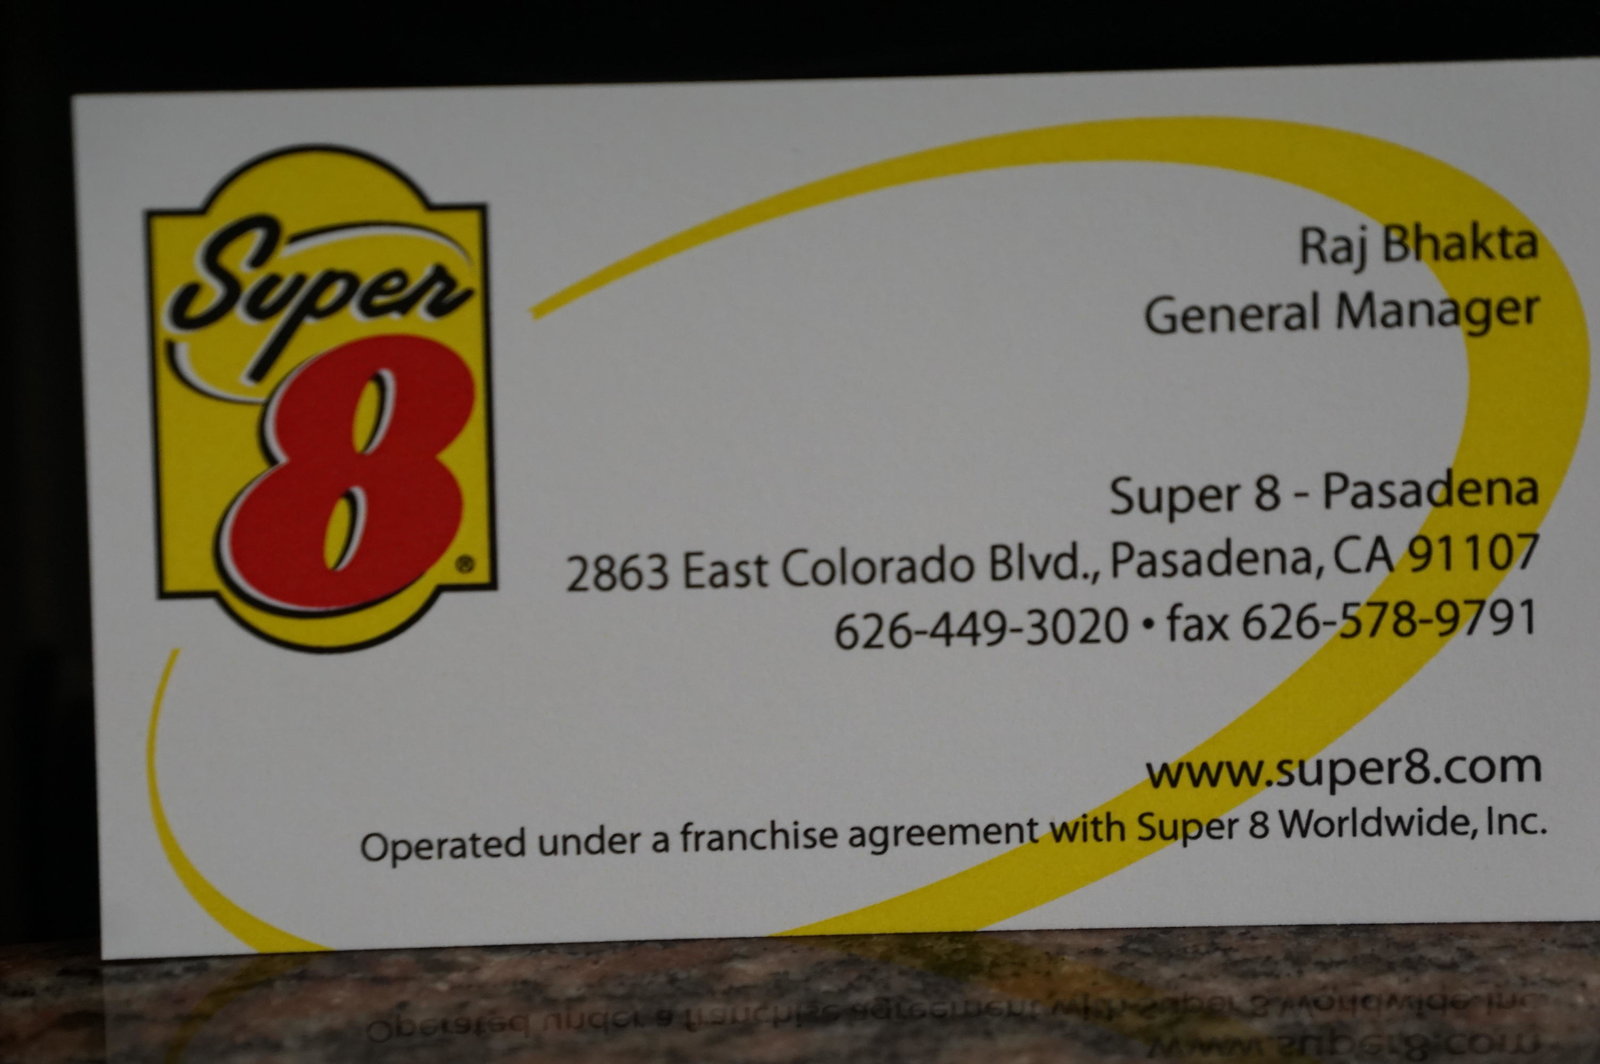 Super
8
®
Raj Bhakta
General Manager
Super 8 - Pasadena
2863 East Colorado Blvd., Pasadena, CA 91107
626-449-3020 • fax 626-578-9791
www.super8.com
Operated under a franchise agreement with Super 8 Worldwide, Inc.